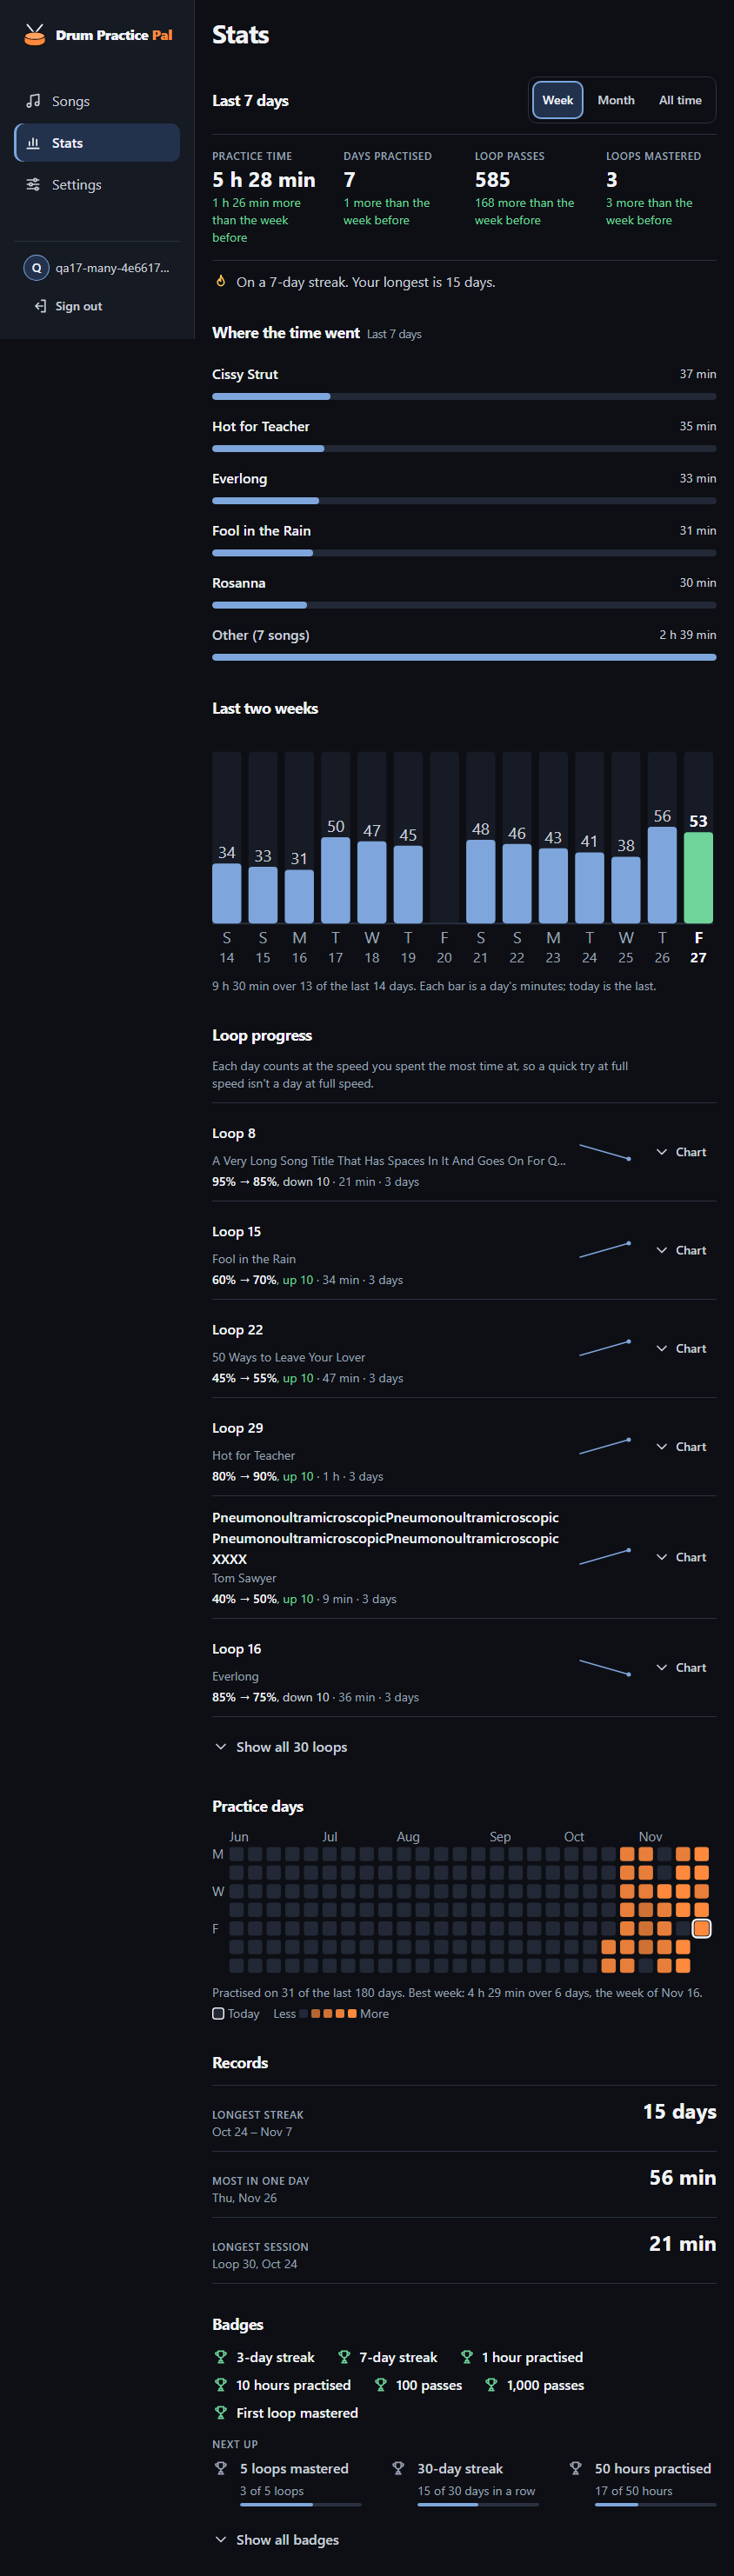 Drum Practice Pal
Songs
Stats
Settings
Q
qa17-many-4e6617...
Sign out
Stats
Last 7 days
Week
Month
All time
PRACTICE TIME
5 h 28 min
1 h 26 min more
than the week
before
DAYS PRACTISED
7
1 more than the
week before
LOOP PASSES
585
168 more than the
week before
LOOPS MASTERED
3
3 more than the
week before
On a 7-day streak. Your longest is 15 days.
Where the time went Last 7 days
Cissy Strut 37 min
Hot for Teacher 35 min
Everlong 33 min
Fool in the Rain 31 min
Rosanna 30 min
Other (7 songs) 2 h 39 min
Last two weeks
34 33 31 50 47 45 48 46 43 41 38 56 53
S S M T W T F S S M T W T F
14 15 16 17 18 19 20 21 22 23 24 25 26 27
9 h 30 min over 13 of the last 14 days. Each bar is a day's minutes; today is the last.
Loop progress
Each day counts at the speed you spent the most time at, so a quick try at full
speed isn't a day at full speed.
Loop 8
A Very Long Song Title That Has Spaces In It And Goes On For Q...
95% → 85%, down 10 · 21 min · 3 days
Chart
Loop 15
Fool in the Rain
60% → 70%, up 10 · 34 min · 3 days
Chart
Loop 22
50 Ways to Leave Your Lover
45% → 55%, up 10 · 47 min · 3 days
Chart
Loop 29
Hot for Teacher
80% → 90%, up 10 · 1 h · 3 days
Chart
PneumonoultramicroscopicPneumonoultramicroscopic
PneumonoultramicroscopicPneumonoultramicroscopic
XXXX
Tom Sawyer
40% → 50%, up 10 · 9 min · 3 days
Chart
Loop 16
Everlong
85% → 75%, down 10 · 36 min · 3 days
Chart
Show all 30 loops
Practice days
Jun Jul Aug Sep Oct Nov
M
W
F
Practised on 31 of the last 180 days. Best week: 4 h 29 min over 6 days, the week of Nov 16.
Today Less More
Records
LONGEST STREAK
Oct 24 – Nov 7
15 days
MOST IN ONE DAY
Thu, Nov 26
56 min
LONGEST SESSION
Loop 30, Oct 24
21 min
Badges
3-day streak 7-day streak 1 hour practised
10 hours practised 100 passes 1,000 passes
First loop mastered
NEXT UP
5 loops mastered
3 of 5 loops
30-day streak
15 of 30 days in a row
50 hours practised
17 of 50 hours
Show all badges